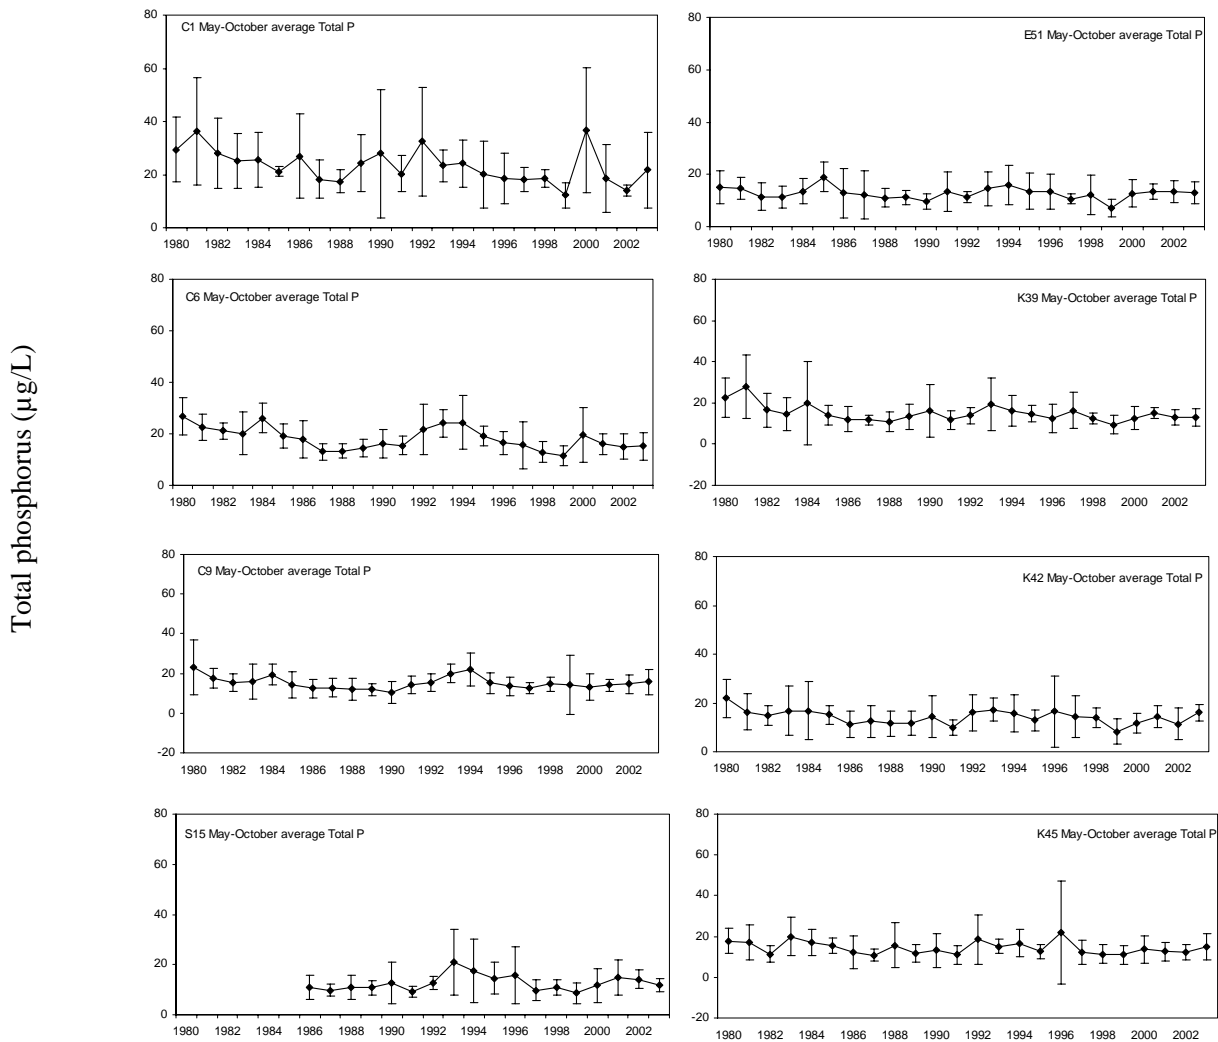 Total phosphorus (µg/L)
C1 May-October average Total P
80
60
40
20
0
1980 1982 1984 1986 1988 1990 1992 1994 1996 1998 2000 2002
E51 May-October average Total P
80
60
40
20
0
1980 1982 1984 1986 1988 1990 1992 1994 1996 1998 2000 2002
C6 May-October average Total P
80
60
40
20
0
1980 1982 1984 1986 1988 1990 1992 1994 1996 1998 2000 2002
K39 May-October average Total P
80
60
40
20
0
-20
1980 1982 1984 1986 1988 1990 1992 1994 1996 1998 2000 2002
C9 May-October average Total P
80
60
40
20
0
-20
1980 1982 1984 1986 1988 1990 1992 1994 1996 1998 2000 2002
K42 May-October average Total P
80
60
40
20
0
1980 1982 1984 1986 1988 1990 1992 1994 1996 1998 2000 2002
S15 May-October average Total P
80
60
40
20
0
1980 1982 1984 1986 1988 1990 1992 1994 1996 1998 2000 2002
K45 May-October average Total P
80
60
40
20
0
-20
1980 1982 1984 1986 1988 1990 1992 1994 1996 1998 2000 2002